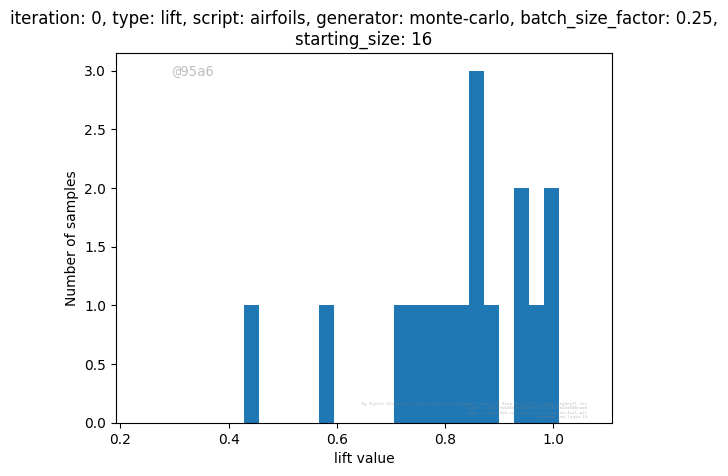 iteration: 0, type: lift, script: airfoils, generator: monte-carlo, batch_size_factor: 0.25,
starting_size: 16
@95a6
3.0
2.5
2.0
1.5
1.0
0.5
0.0
Number of samples
0.2 0.4 0.6 0.8 1.0
lift value